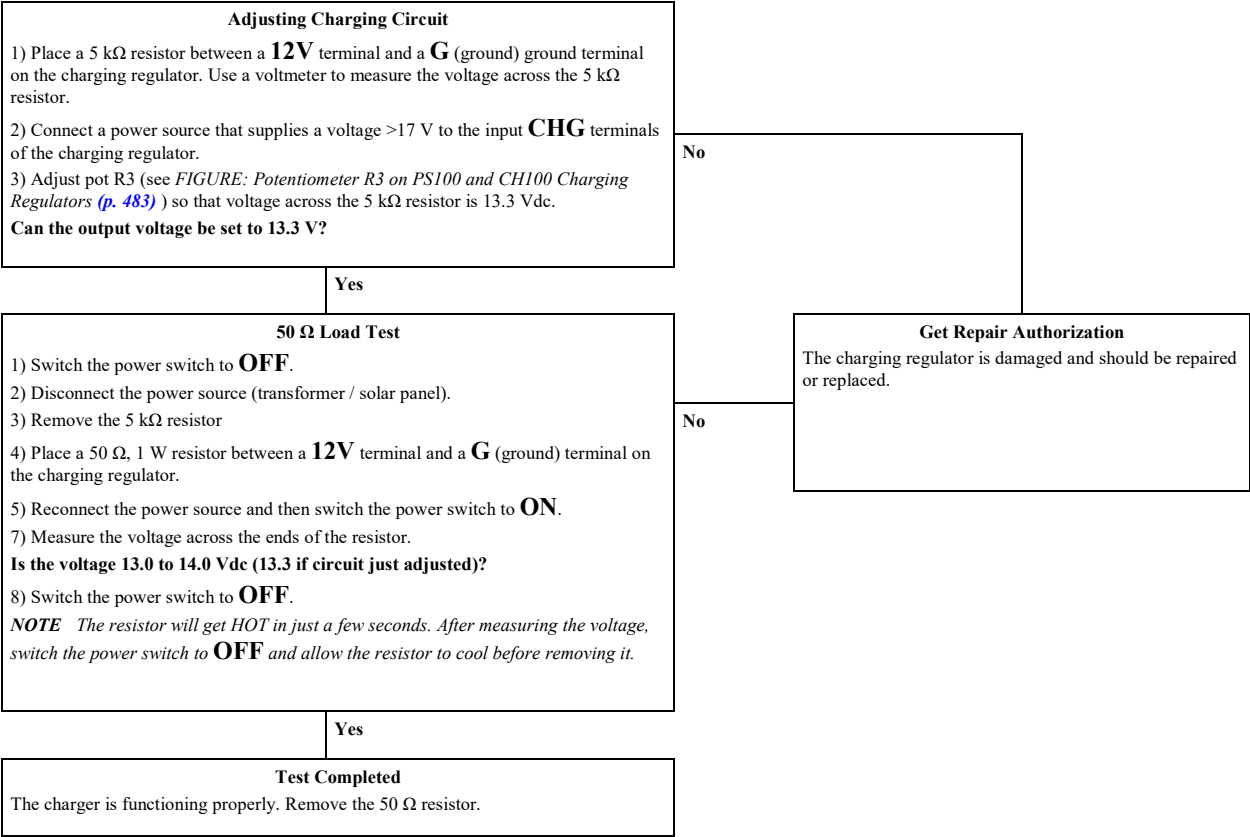 Adjusting Charging Circuit
1) Place a 5 kΩ resistor between a 12V terminal and a G (ground) ground terminal
on the charging regulator. Use a voltmeter to measure the voltage across the 5 kΩ
resistor.
2) Connect a power source that supplies a voltage >17 V to the input CHG terminals
of the charging regulator.
3) Adjust pot R3 (see FIGURE: Potentiometer R3 on PS100 and CH100 Charging
Regulators (p. 483) ) so that voltage across the 5 kΩ resistor is 13.3 Vdc.
Can the output voltage be set to 13.3 V?
No
Yes
50 Ω Load Test
1) Switch the power switch to OFF.
2) Disconnect the power source (transformer / solar panel).
3) Remove the 5 kΩ resistor
4) Place a 50 Ω, 1 W resistor between a 12V terminal and a G (ground) terminal on
the charging regulator.
5) Reconnect the power source and then switch the power switch to ON.
7) Measure the voltage across the ends of the resistor.
Is the voltage 13.0 to 14.0 Vdc (13.3 if circuit just adjusted)?
8) Switch the power switch to OFF.
NOTE The resistor will get HOT in just a few seconds. After measuring the voltage,
switch the power switch to OFF and allow the resistor to cool before removing it.
No
Get Repair Authorization
The charging regulator is damaged and should be repaired
or replaced.
Yes
Test Completed
The charger is functioning properly. Remove the 50 Ω resistor.